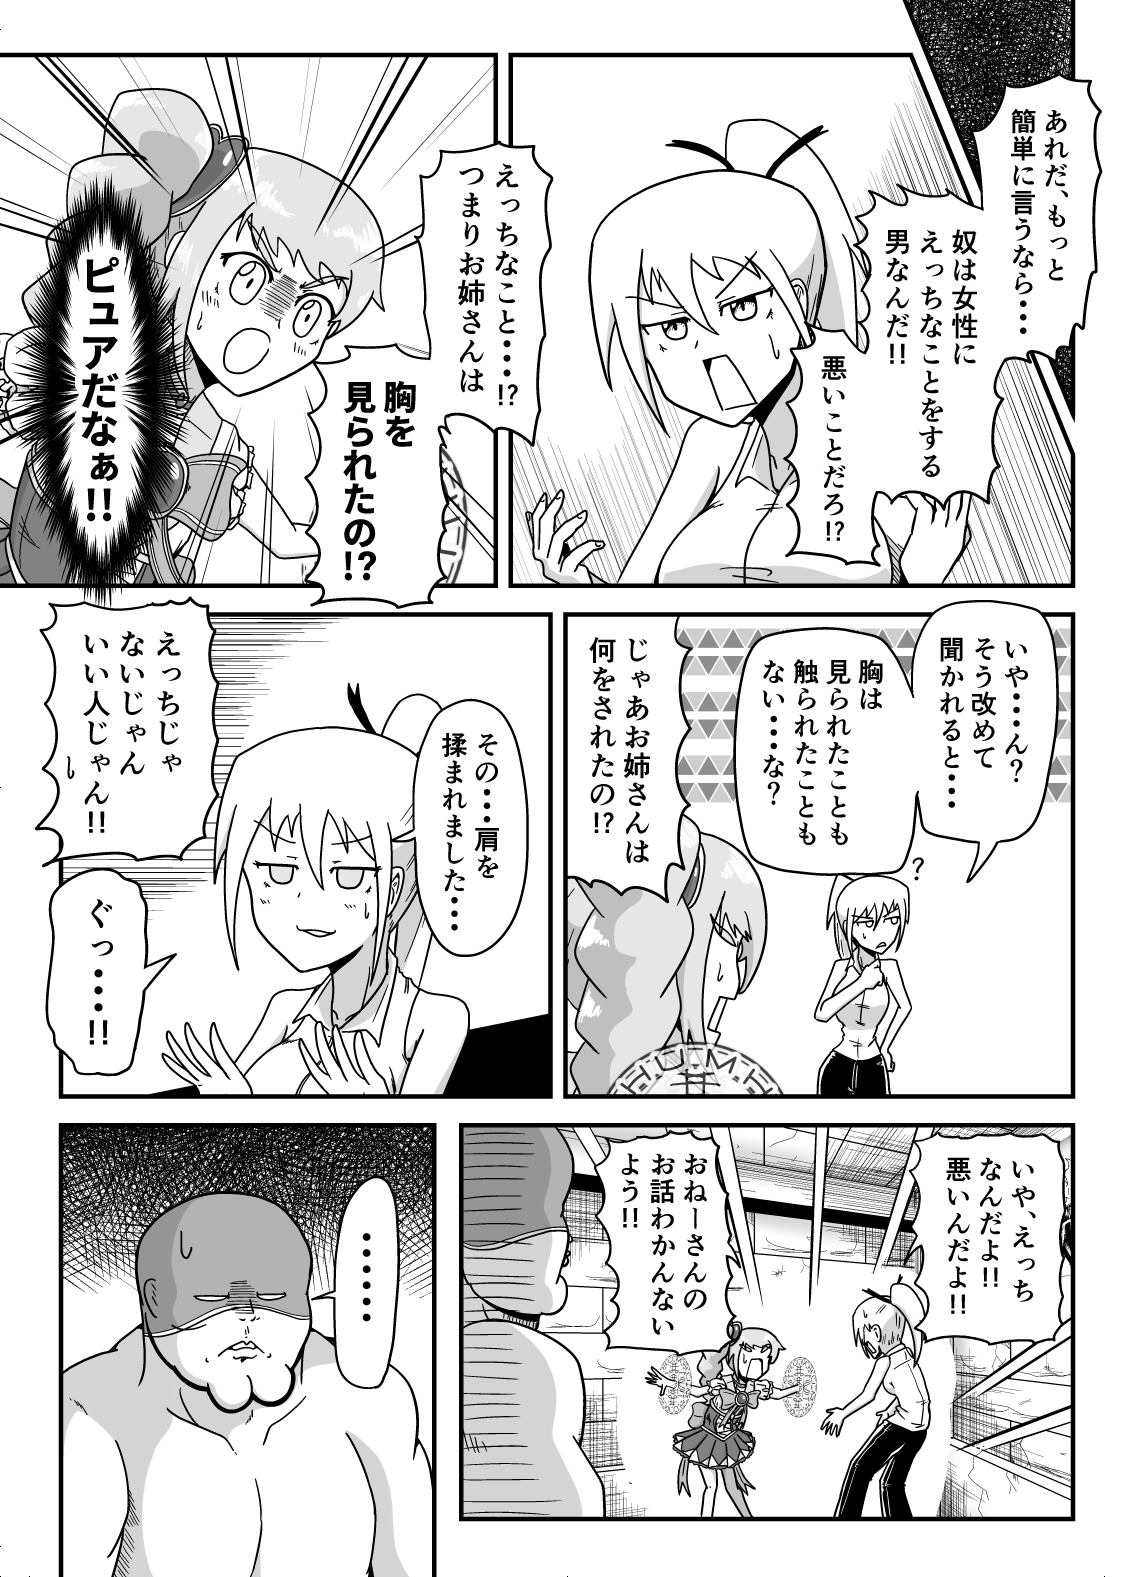 あれだ、もっと
簡単に言うなら・・・
奴は女性に
えっちなことをする
男なんだ!!
悪いことだろ!?
えっちなこと・・・!?
つまりお姉さんは
胸を
見られたの!?
ピュアだなぁ!!
いや・・・ん?
そう改めて
聞かれると・・・
胸は
見られたことも
触られたことも
ない・・・な?
?
じゃあお姉さんは
何をされたの!?
H.U.M.H
その・・・肩を
揉まれました・・・
えっちじゃ
ないじゃん
いい人じゃん!!
ぐっ・・・!!
いや、えっち
なんだよ!!
悪いんだよ!!
おねーさんの
お話わかんない
よう!!
・・・・・・